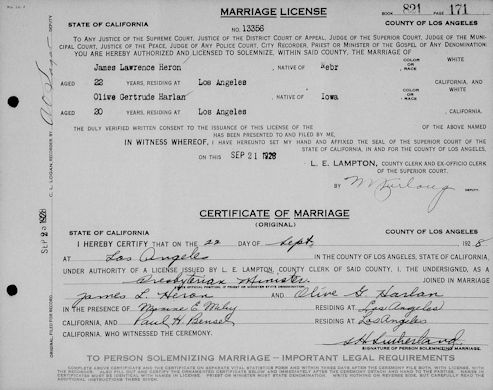 MARRIAGE LICENSE
BOOK 821 PAGE 171
STATE OF CALIFORNIA COUNTY OF LOS ANGELES
NO. 13356
TO ANY JUSTICE OF THE SUPREME COURT, JUSTICE OF THE DISTRICT COURT OF APPEAL, JUDGE OF THE SUPERIOR COURT, JUDGE OF THE MUNICIPAL COURT, JUSTICE OF THE PEACE, JUDGE OF ANY POLICE COURT, CITY RECORDER, PRIEST OR MINISTER OF THE GOSPEL OF ANY DENOMINATION:
YOU ARE HEREBY AUTHORIZED AND LICENSED TO SOLEMNIZE, WITHIN SAID COUNTY, THE MARRIAGE OF
James Lawrence Heron, NATIVE OF Nebr COLOR OR RACE WHITE
AGED 22 YEARS, RESIDING AT Los Angeles CALIFORNIA, AND
Olive Gertrude Harlan, NATIVE OF Iowa COLOR OR RACE WHITE
AGED 20 YEARS, RESIDING AT Los Angeles CALIFORNIA.
THE DULY VERIFIED WRITTEN CONSENT TO THE ISSUANCE OF THIS LICENSE OF THE OF THE ABOVE NAMED
HAS BEEN PRESENTED TO AND FILED BY ME,
IN WITNESS WHEREOF, I HAVE HEREUNTO SET MY HAND AND AFFIXED THE SEAL OF THE SUPERIOR COURT OF THE
STATE OF CALIFORNIA, IN AND FOR THE COUNTY OF LOS ANGELES,
ON THIS SEP 21 1928
L. E. LAMPTON, COUNTY CLERK AND EX-OFFICIO CLERK
OF THE SUPERIOR COURT.
BY DEPUTY.
CERTIFICATE OF MARRIAGE
(ORIGINAL)
STATE OF CALIFORNIA COUNTY OF LOS ANGELES
I HEREBY CERTIFY THAT ON THE 22 DAY OF Sept. 1928
AT Los Angeles IN THE COUNTY OF LOS ANGELES, STATE OF CALIFORNIA,
UNDER AUTHORITY OF A LICENSE ISSUED BY L. E. LAMPTON, COUNTY CLERK OF SAID COUNTY, I, THE UNDERSIGNED, AS A
Presbyterian Minister JOINED IN MARRIAGE
James L. Heron AND Olive G. Harlan
IN THE PRESENCE OF RESIDING AT Los Angeles
CALIFORNIA, AND Paul H. RESIDING AT Los Angeles
CALIFORNIA, WHO WITNESSED THE CEREMONY.
S H Sutherland
SIGNATURE OF PERSON SOLEMNIZING MARRIAGE.
TO PERSON SOLEMNIZING MARRIAGE — IMPORTANT LEGAL REQUIREMENTS